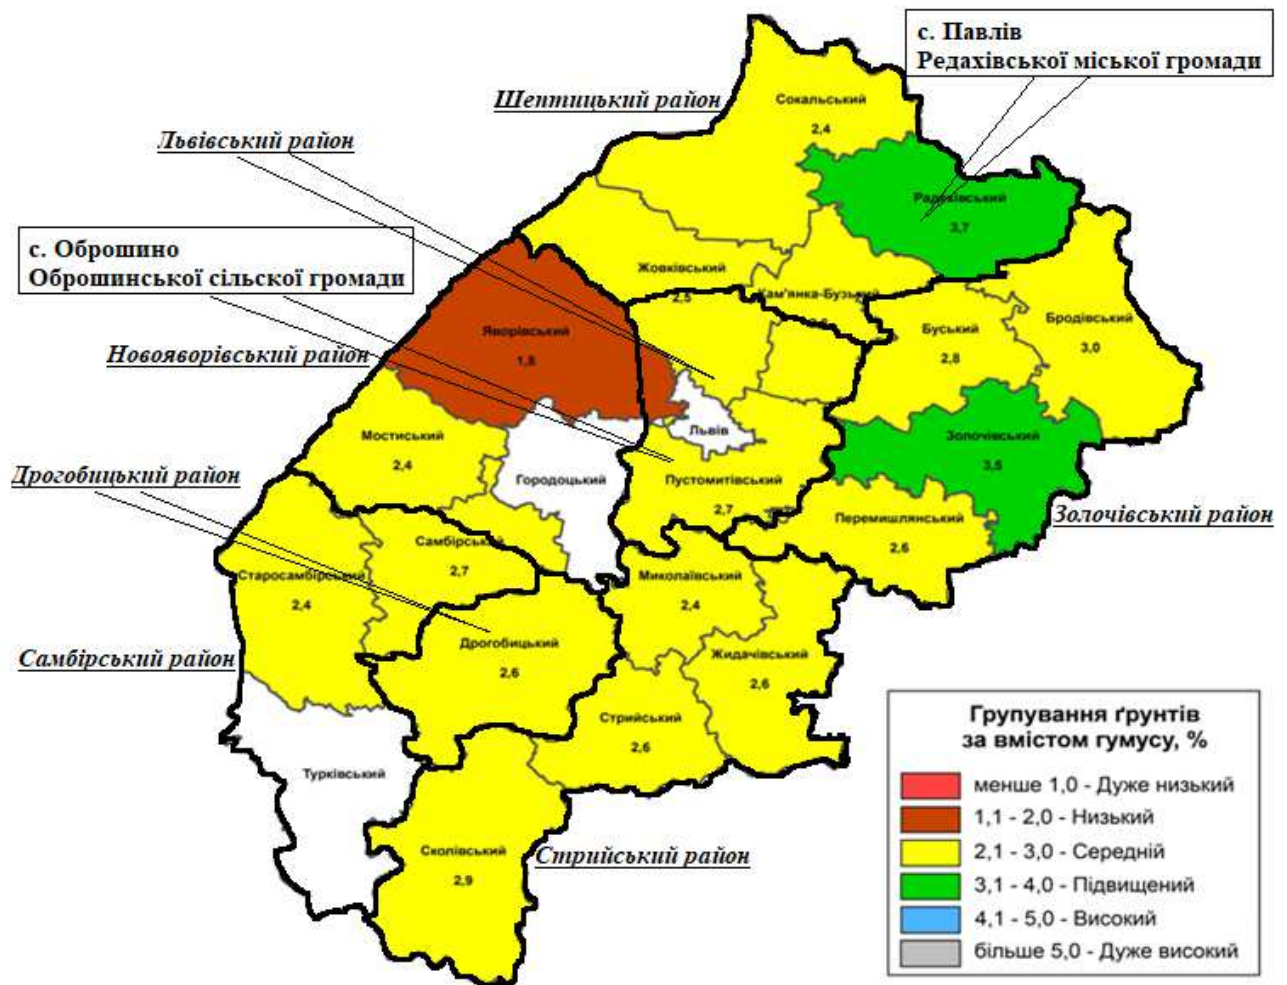 с. Павлів
Редахівської міської громади
Шептицький район
Сокальський
2,4
Львівський район
Радехівський
3,7
с. Оброшино
Оброшинської сільскої громади
Жовківський
2,5
Кам'янка-Бузький
Бродівський
3,0
Буський
2,8
Яворівський
1,8
Новояворівський район
Львів
Мостиський
2,4
Золочівський
3,5
Городоцький
Пустомитівський
2,7
Дрогобицький район
Золочівський район
Перемишлянський
2,6
Самбірський
2,7
Старосамбірський
2,4
Миколаївський
2,4
Дрогобицький
2,6
Жидачівський
2,6
Самбірський район
Стрийський
2,6
Турківський
Сколівський
2,9
Стрийський район
Групування ґрунтів
за вмістом гумусу, %
менше 1,0 - Дуже низький
1,1 - 2,0 - Низький
2,1 - 3,0 - Середній
3,1 - 4,0 - Підвищений
4,1 - 5,0 - Високий
більше 5,0 - Дуже високий